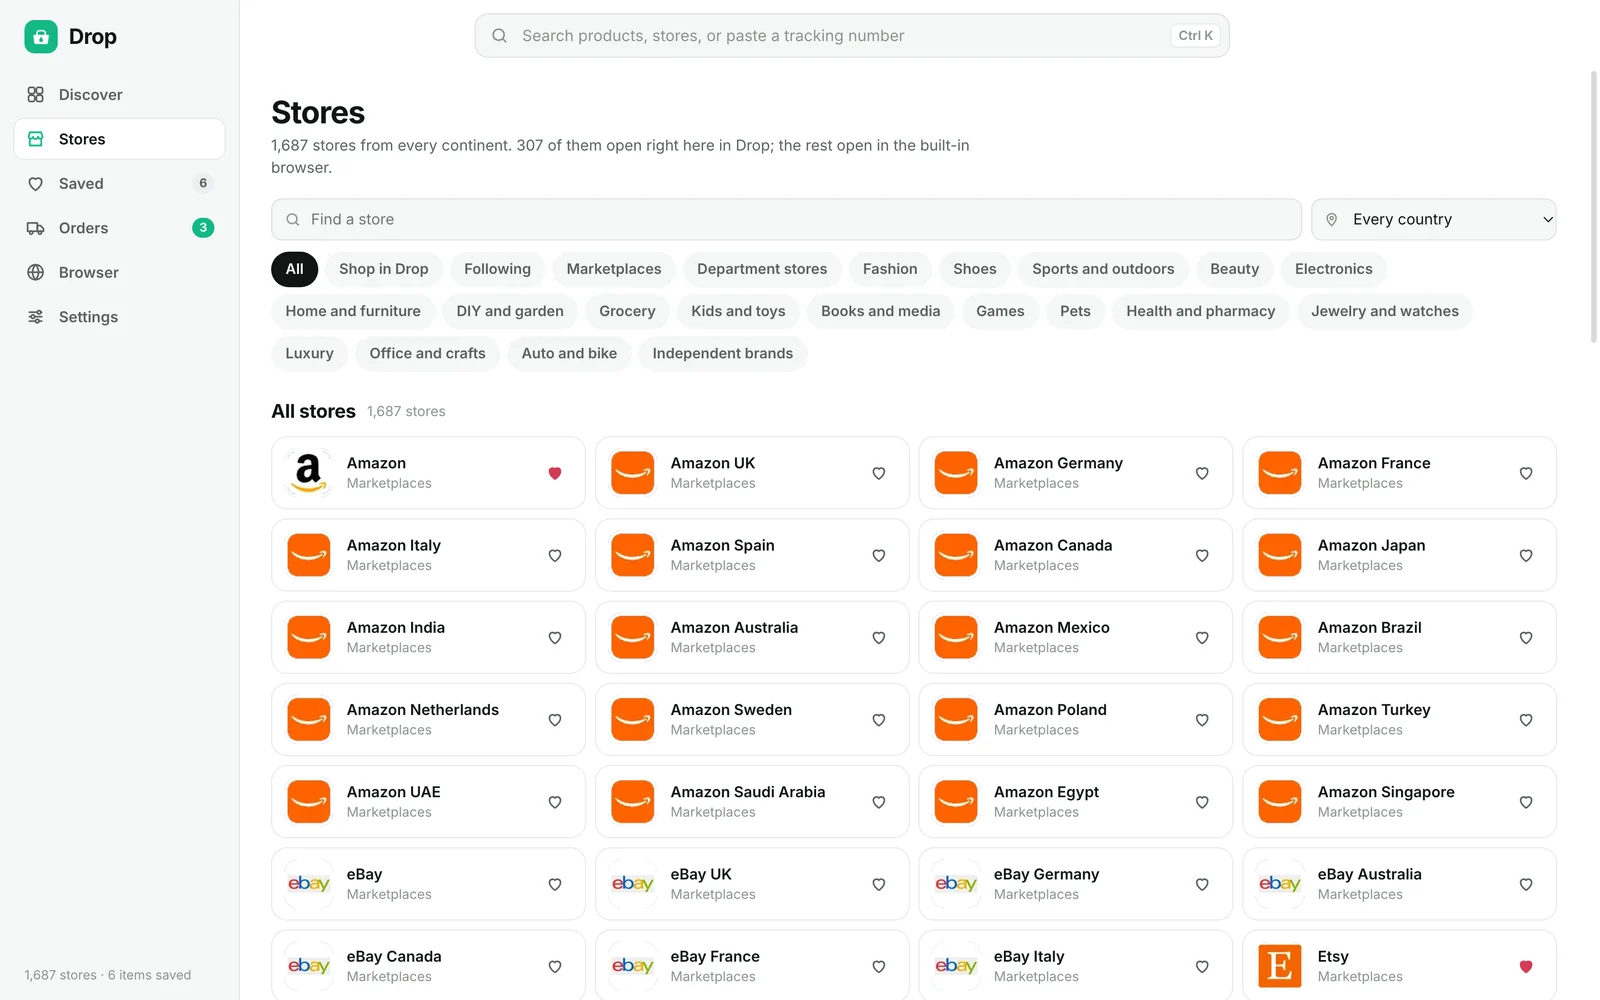 Drop
Search products, stores, or paste a tracking number
Ctrl K
Discover
Stores
Saved
6
Orders
3
Browser
Settings
Stores
1,687 stores from every continent. 307 of them open right here in Drop; the rest open in the built-in
browser.
Find a store
Every country
All
Shop in Drop
Following
Marketplaces
Department stores
Fashion
Shoes
Sports and outdoors
Beauty
Electronics
Home and furniture
DIY and garden
Grocery
Kids and toys
Books and media
Games
Pets
Health and pharmacy
Jewelry and watches
Luxury
Office and crafts
Auto and bike
Independent brands
All stores
1,687 stores
a
Amazon
Marketplaces
Amazon UK
Marketplaces
Amazon Germany
Marketplaces
Amazon France
Marketplaces
Amazon Italy
Marketplaces
Amazon Spain
Marketplaces
Amazon Canada
Marketplaces
Amazon Japan
Marketplaces
Amazon India
Marketplaces
Amazon Australia
Marketplaces
Amazon Mexico
Marketplaces
Amazon Brazil
Marketplaces
Amazon Netherlands
Marketplaces
Amazon Sweden
Marketplaces
Amazon Poland
Marketplaces
Amazon Turkey
Marketplaces
Amazon UAE
Marketplaces
Amazon Saudi Arabia
Marketplaces
Amazon Egypt
Marketplaces
Amazon Singapore
Marketplaces
ebay
eBay
Marketplaces
ebay
eBay UK
Marketplaces
ebay
eBay Germany
Marketplaces
ebay
eBay Australia
Marketplaces
ebay
eBay Canada
Marketplaces
ebay
eBay France
Marketplaces
ebay
eBay Italy
Marketplaces
E
Etsy
Marketplaces
1,687 stores · 6 items saved